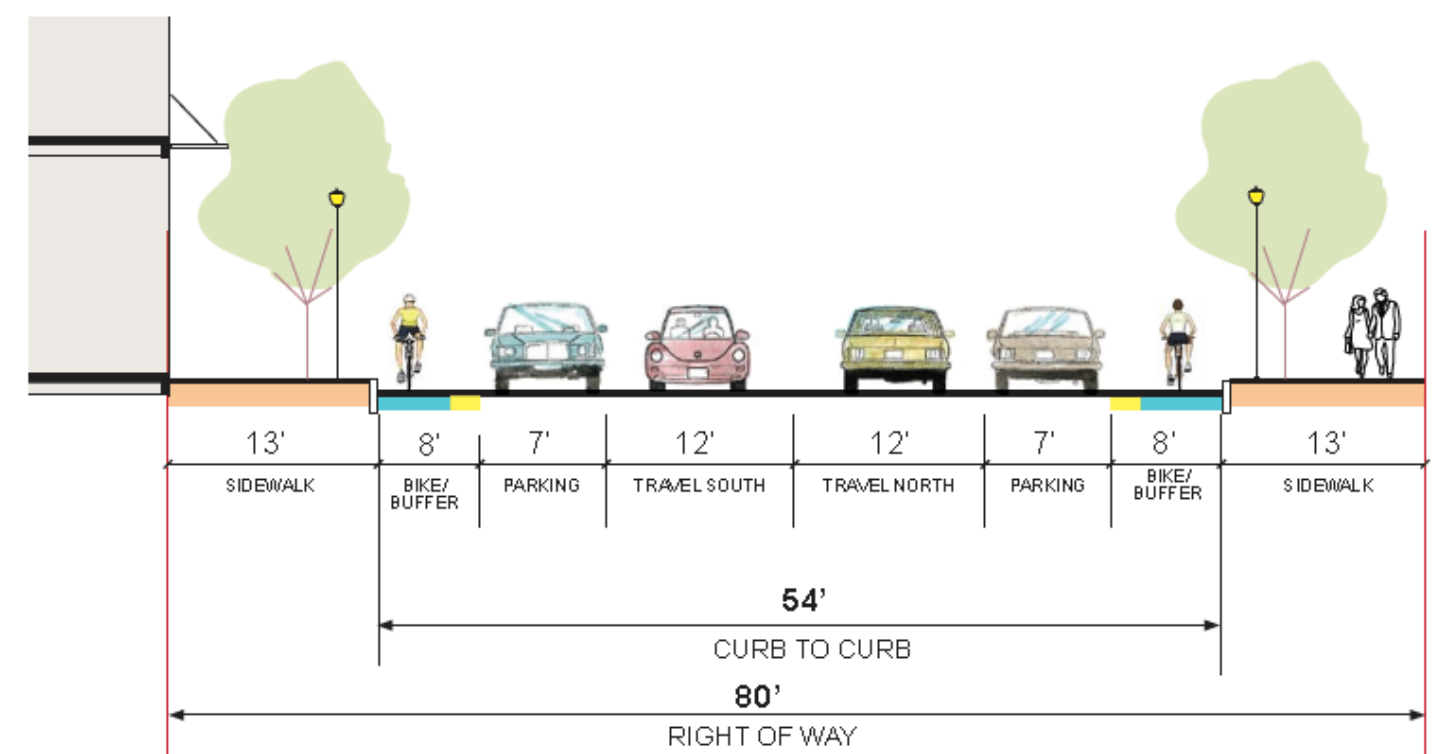 13' 8' 7' 12' 12' 7' 8' 13'
SIDEWALK BIKE/ PARKING TRAVEL SOUTH TRAVEL NORTH PARKING BIKE/ SIDEWALK
BUFFER BUFFER
54'
CURB TO CURB
80'
RIGHT OF WAY